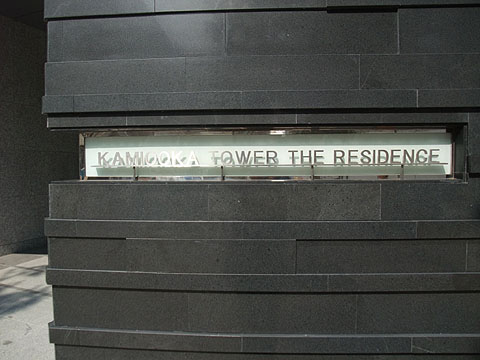 KAMIOOKA TOWER THE RESIDENCE